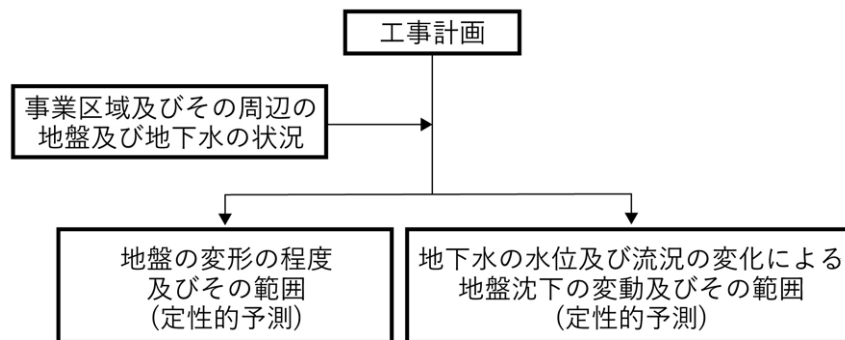 工事計画
事業区域及びその周辺の
地盤及び地下水の状況
地盤の変形の程度
及びその範囲
(定性的予測)
地下水の水位及び流況の変化による
地盤沈下の変動及びその範囲
(定性的予測)